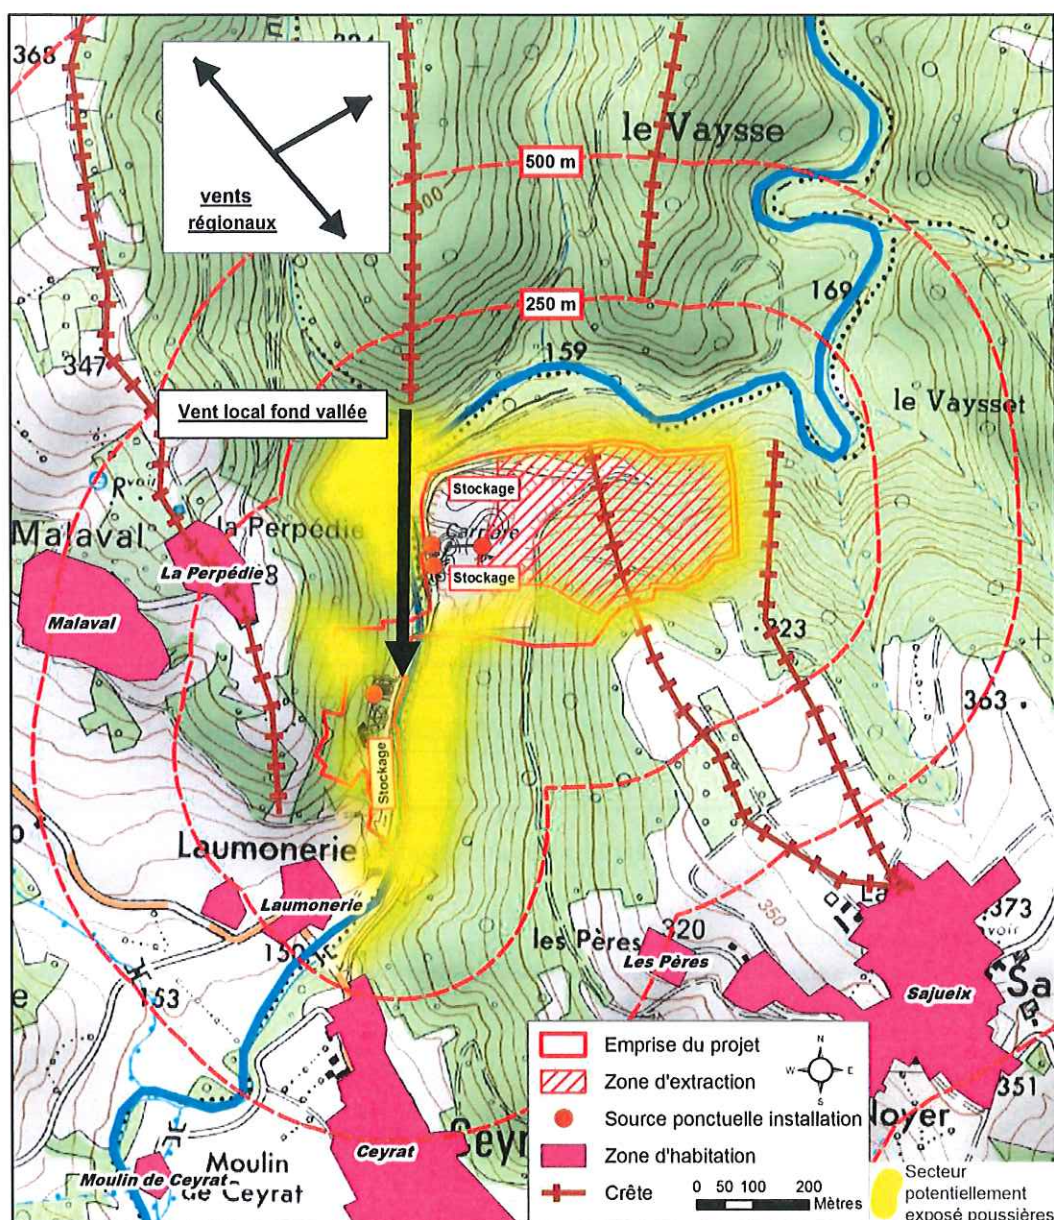 368
le Vaysse
500 m
vents
régionaux
250 m
169
159
347
le Vaysset
Vent local fond vallée
Stockage
Malaval
la Perpédie
Carrière
La Perpédie
Stockage
Malaval
323
363
Stockage
Laumonerie
Laumonerie
les Pères
320
350
373
Les Pères
150
Sajueix
Sa
153
351
Emprise du projet
N
W E
S
Zone d'extraction
Source ponctuelle installation
Noyer
Zone d'habitation
Ceyrat
Moulin
de Ceyrat
Moulin de Ceyrat
Crête
0 50 100 200
Mètres
Secteur
potentiellement
exposé poussières